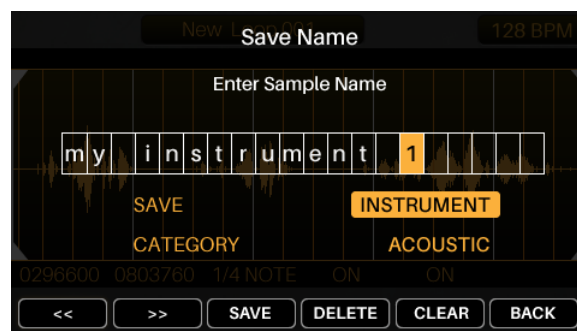 New Loop 001 128 BPM
Save Name
Enter Sample Name
my instrument 1
SAVE INSTRUMENT
CATEGORY ACOUSTIC
0296600 0803760 1/4 NOTE ON ON
<< >> SAVE DELETE CLEAR BACK